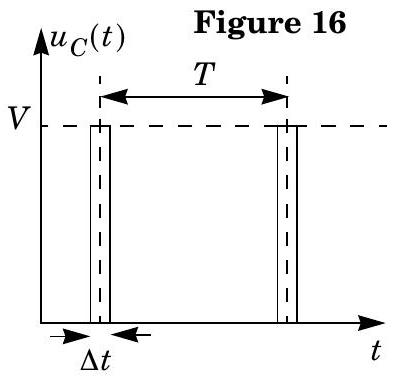 Figure 16
u_C(t)
T
V
Δt
t